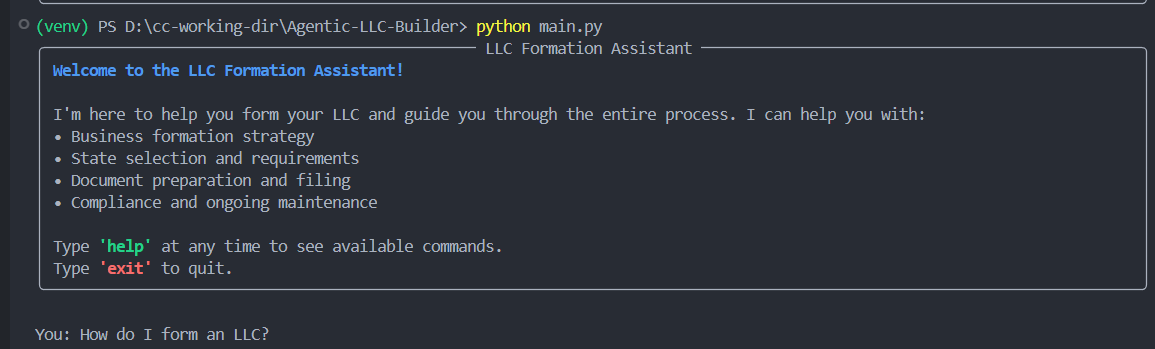 (venv) PS D:\cc-working-dir\Agentic-LLC-Builder> python main.py
LLC Formation Assistant
Welcome to the LLC Formation Assistant!
I'm here to help you form your LLC and guide you through the entire process. I can help you with:
• Business formation strategy
• State selection and requirements
• Document preparation and filing
• Compliance and ongoing maintenance
Type 'help' at any time to see available commands.
Type 'exit' to quit.
You: How do I form an LLC?